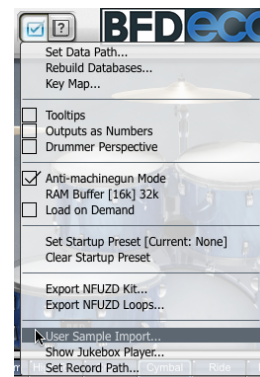 ? BFD eco
Set Data Path...
Rebuild Databases...
Key Map...
Tooltips
Outputs as Numbers
Drummer Perspective
Anti-machinegun Mode
RAM Buffer [16k] 32k
Load on Demand
Set Startup Preset [Current: None]
Clear Startup Preset
Export NFUZD Kit...
Export NFUZD Loops...
User Sample Import...
Show Jukebox Player...
Set Record Path...
Cymbal Ride